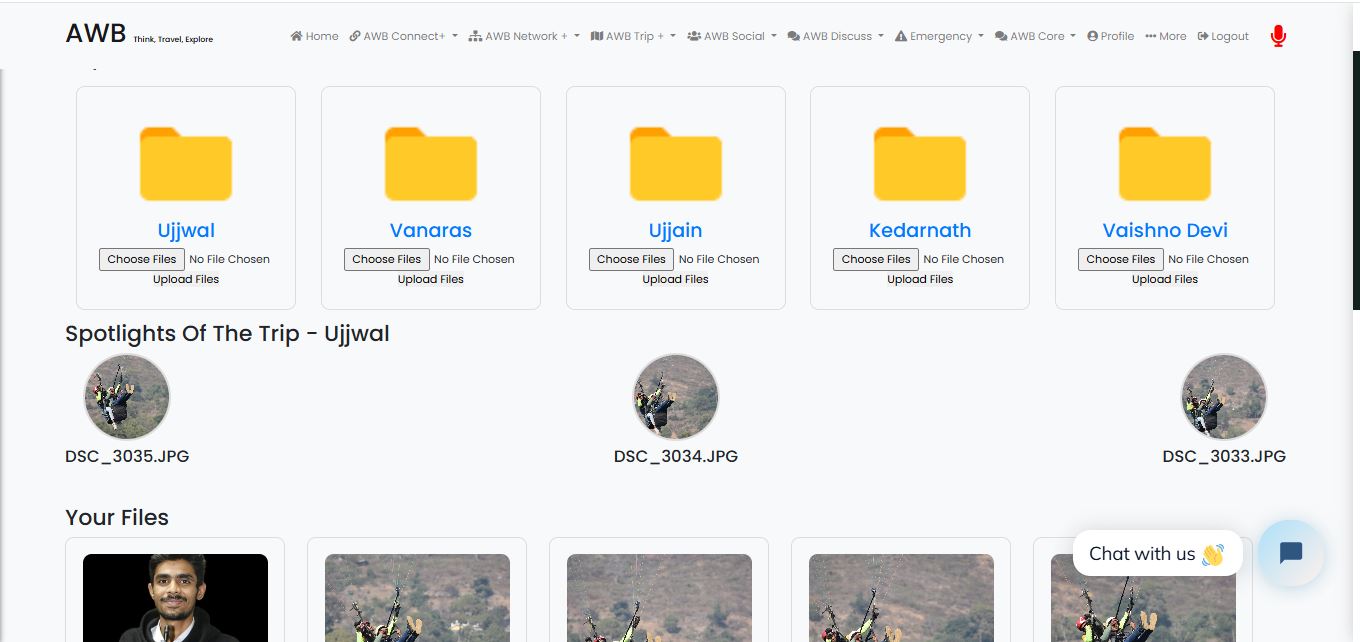 AWB Think, Travel, Explore
Home AWB Connect+ AWB Network + AWB Trip + AWB Social AWB Discuss Emergency AWB Core Profile More Logout
Ujjwal Vanaras Ujjain Kedarnath Vaishno Devi
Choose Files No File Chosen Choose Files No File Chosen Choose Files No File Chosen Choose Files No File Chosen Choose Files No File Chosen
Upload Files Upload Files Upload Files Upload Files Upload Files
Spotlights Of The Trip - Ujjwal
DSC_3035.JPG DSC_3034.JPG DSC_3033.JPG
Your Files
Chat with us 👋